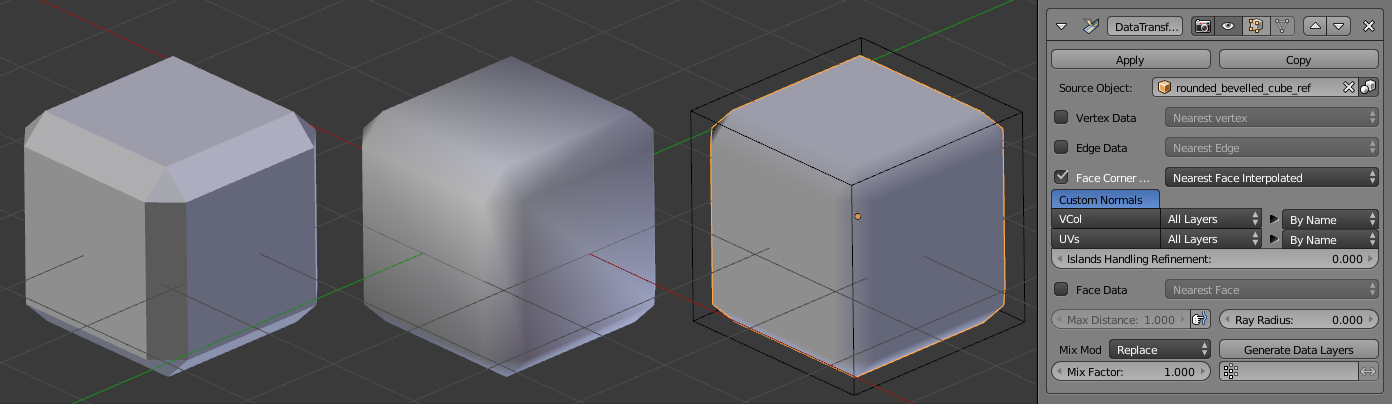 DataTransf...
Apply Copy
Source Object: rounded_bevelled_cube_ref
Vertex Data Nearest vertex
Edge Data Nearest Edge
Face Corner ... Nearest Face Interpolated
Custom Normals
VCol All Layers By Name
UVs All Layers By Name
Islands Handling Refinement: 0.000
Face Data Nearest Face
Max Distance: 1.000 Ray Radius: 0.000
Mix Mod Replace Generate Data Layers
Mix Factor: 1.000